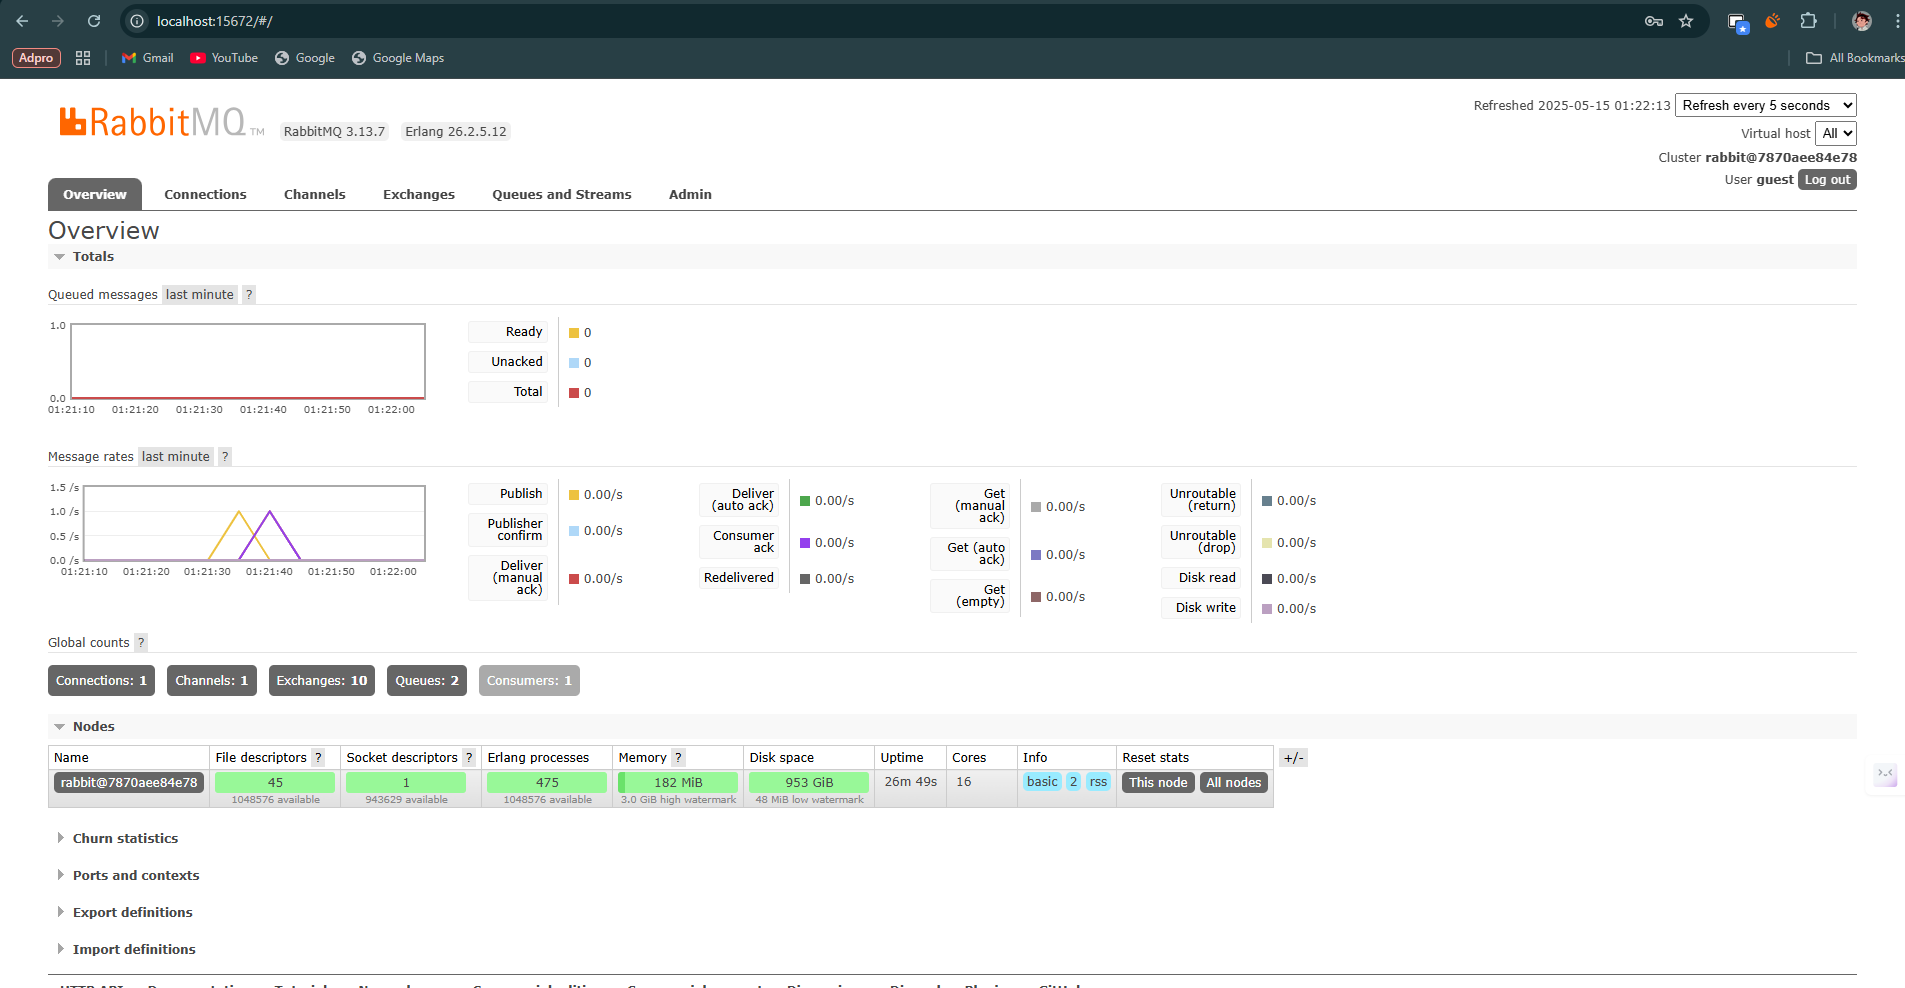 localhost:15672/#/
Adpro Gmail YouTube Google Google Maps All Bookmarks
RabbitMQ TM RabbitMQ 3.13.7 Erlang 26.2.5.12
Refreshed 2025-05-15 01:22:13 Refresh every 5 seconds
Virtual host All
Cluster rabbit@7870aee84e78
User guest Log out
Overview Connections Channels Exchanges Queues and Streams Admin
Overview
Totals
Queued messages last minute ?
1.0
0.0
01:21:10 01:21:20 01:21:30 01:21:40 01:21:50 01:22:00
Ready 0
Unacked 0
Total 0
Message rates last minute ?
1.5 /s
1.0 /s
0.5 /s
0.0 /s
01:21:10 01:21:20 01:21:30 01:21:40 01:21:50 01:22:00
Publish 0.00/s
Publisher
confirm 0.00/s
Deliver
(manual
ack) 0.00/s
Deliver
(auto ack) 0.00/s
Consumer
ack 0.00/s
Redelivered 0.00/s
Get
(manual
ack) 0.00/s
Get (auto
ack) 0.00/s
Get
(empty) 0.00/s
Unroutable
(return) 0.00/s
Unroutable
(drop) 0.00/s
Disk read 0.00/s
Disk write 0.00/s
Global counts ?
Connections: 1 Channels: 1 Exchanges: 10 Queues: 2 Consumers: 1
Nodes
Name File descriptors ? Socket descriptors ? Erlang processes Memory ? Disk space Uptime Cores Info Reset stats +/-
rabbit@7870aee84e78 45 1 475 182 MiB 953 GiB 26m 49s 16 basic 2 rss This node All nodes
1048576 available 943629 available 1048576 available 3.0 GiB high watermark 48 MiB low watermark
Churn statistics
Ports and contexts
Export definitions
Import definitions